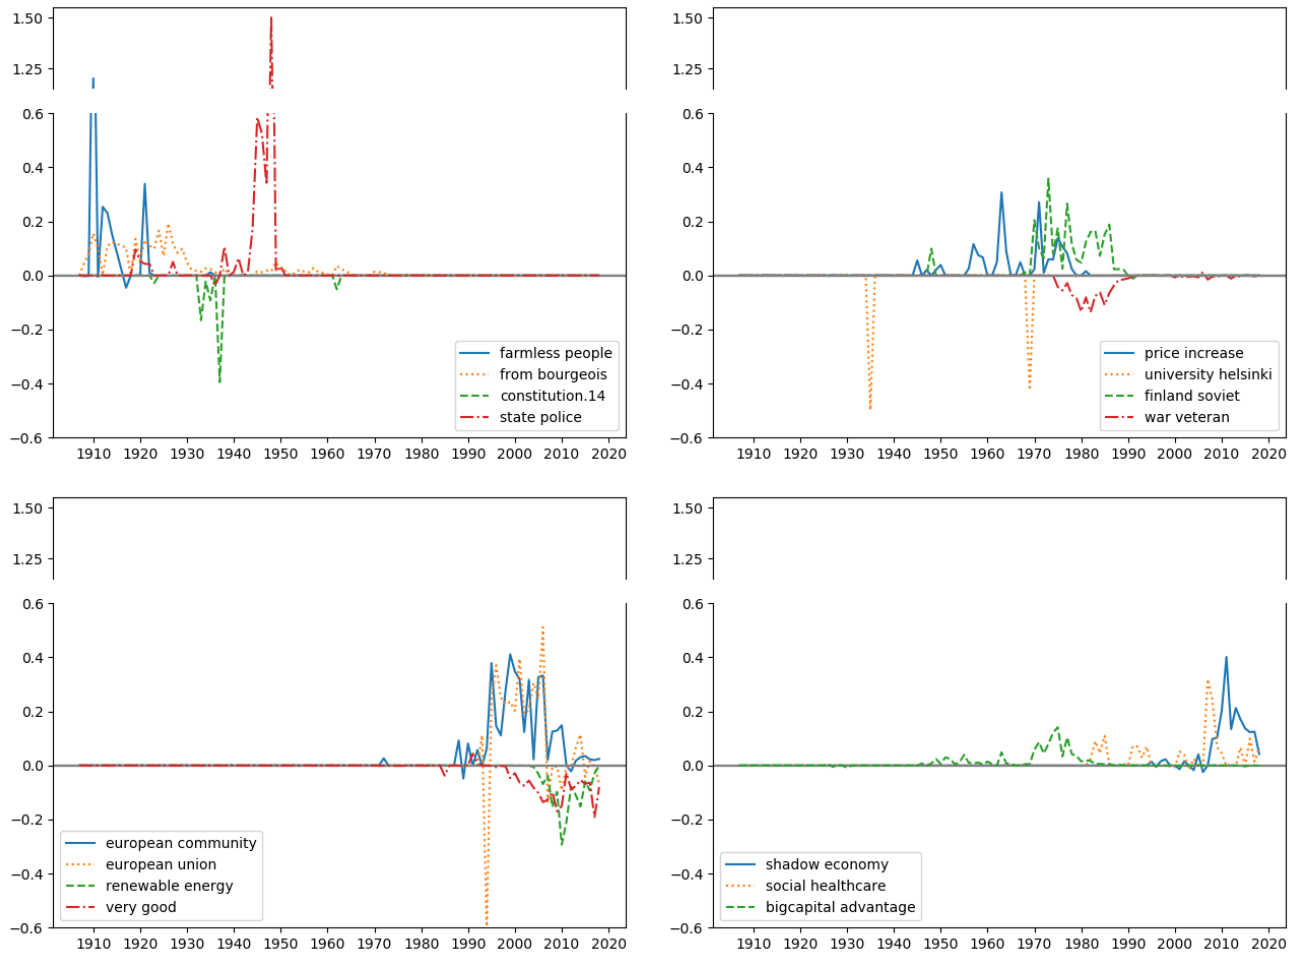 1.50
1.25
0.6
0.4
0.2
0.0
−0.2
−0.4
−0.6
farmless people
from bourgeois
constitution.14
state police
1910 1920 1930 1940 1950 1960 1970 1980 1990 2000 2010 2020
1.50
1.25
0.6
0.4
0.2
0.0
−0.2
−0.4
−0.6
price increase
university helsinki
finland soviet
war veteran
1910 1920 1930 1940 1950 1960 1970 1980 1990 2000 2010 2020
1.50
1.25
0.6
0.4
0.2
0.0
−0.2
−0.4
−0.6
european community
european union
renewable energy
very good
1910 1920 1930 1940 1950 1960 1970 1980 1990 2000 2010 2020
1.50
1.25
0.6
0.4
0.2
0.0
−0.2
−0.4
−0.6
shadow economy
social healthcare
bigcapital advantage
1910 1920 1930 1940 1950 1960 1970 1980 1990 2000 2010 2020